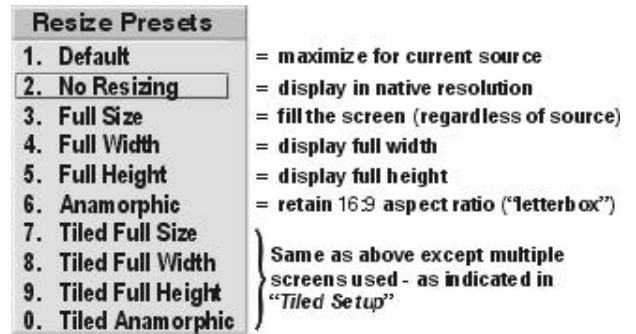 Resize Presets
1. Default = maximize for current source
2. No Resizing = display in native resolution
3. Full Size = fill the screen (regardless of source)
4. Full Width = display full width
5. Full Height = display full height
6. Anamorphic = retain 16:9 aspect ratio ("letterbox")
7. Tiled Full Size
8. Tiled Full Width
9. Tiled Full Height
0. Tiled Anamorphic
Same as above except multiple
screens used - as indicated in
"Tiled Setup"